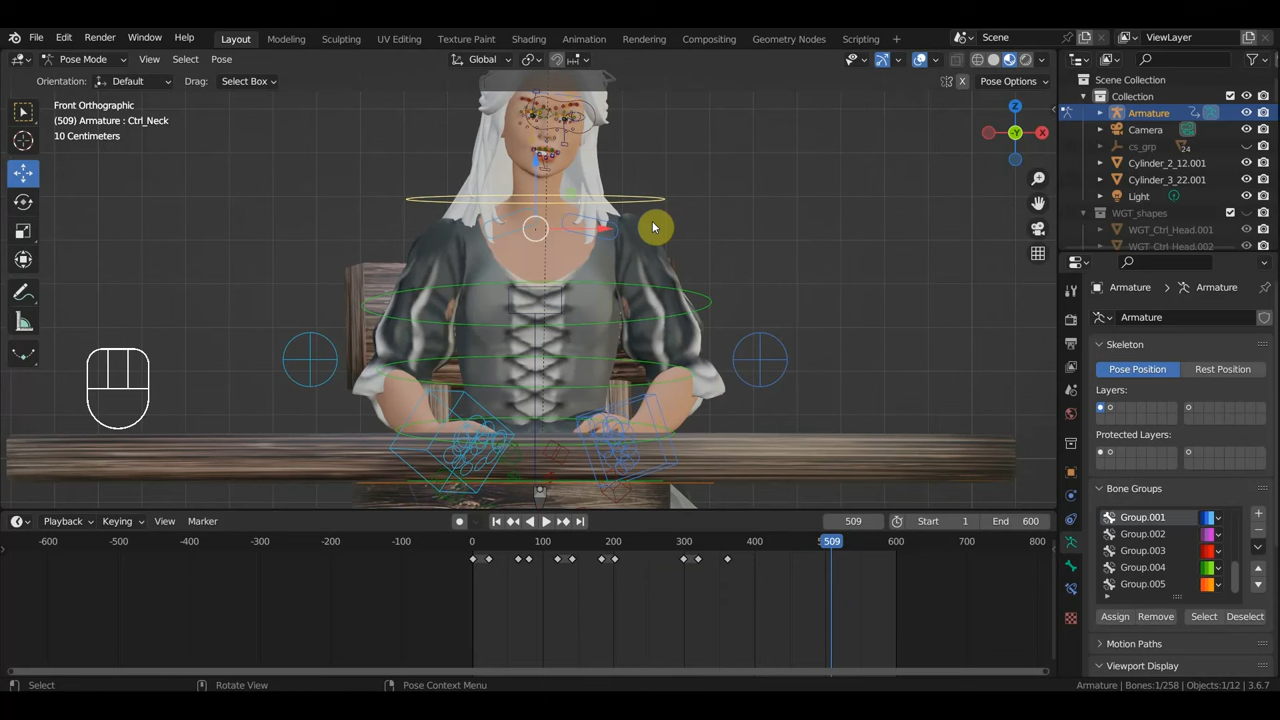 File Edit Render Window Help Layout Modeling Sculpting UV Editing Texture Paint Shading Animation Rendering Compositing Geometry Nodes Scripting + Scene ViewLayer
Pose Mode View Select Pose Global
Orientation: Default Drag: Select Box X Pose Options
Front Orthographic
(509) Armature : Ctrl_Neck
10 Centimeters
Z
X
-Y
Scene Collection
Collection
Armature
Camera
cs_grp 24
Cylinder_2_12.001
Cylinder_3_22.001
Light
WGT_shapes
WGT_Ctrl_Head.001
WGT_Ctrl_Head.002
Armature > Armature
Armature
Skeleton
Pose Position Rest Position
Layers:
Protected Layers:
Bone Groups
Group.001
Group.002
Group.003
Group.004
Group.005
Assign Remove Select Deselect
Motion Paths
Viewport Display
Playback Keying View Marker 509 Start 1 End 600
-600 -500 -400 -300 -200 -100 0 100 200 300 400 509 600 700 800
Select Rotate View Pose Context Menu Armature | Bones:1/258 | Objects:1/12 | 3.6.7